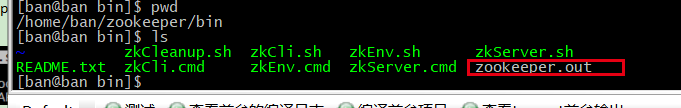 [ban@ban bin]$ pwd
/home/ban/zookeeper/bin
[ban@ban bin]$ ls
~ zkCleanup.sh zkCli.sh zkEnv.sh zkServer.sh
README.txt zkCli.cmd zkEnv.cmd zkServer.cmd zookeeper.out
[ban@ban bin]$